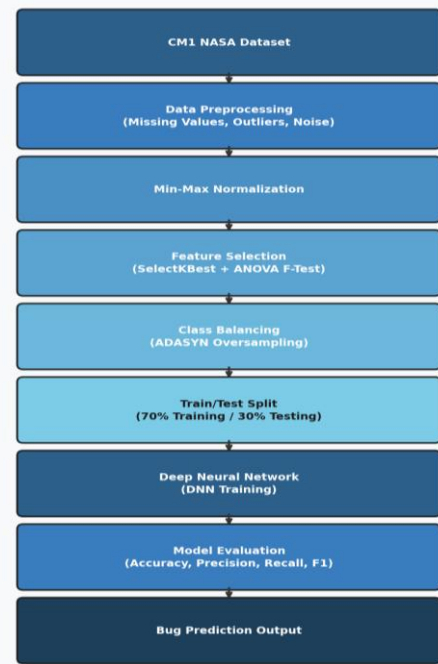 CM1 NASA Dataset
Data Preprocessing
(Missing Values, Outliers, Noise)
Min-Max Normalization
Feature Selection
(SelectKBest + ANOVA F-Test)
Class Balancing
(ADASYN Oversampling)
Train/Test Split
(70% Training / 30% Testing)
Deep Neural Network
(DNN Training)
Model Evaluation
(Accuracy, Precision, Recall, F1)
Bug Prediction Output